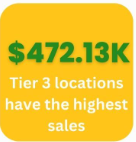 $472.13K
Tier 3 locations
have the highest
sales